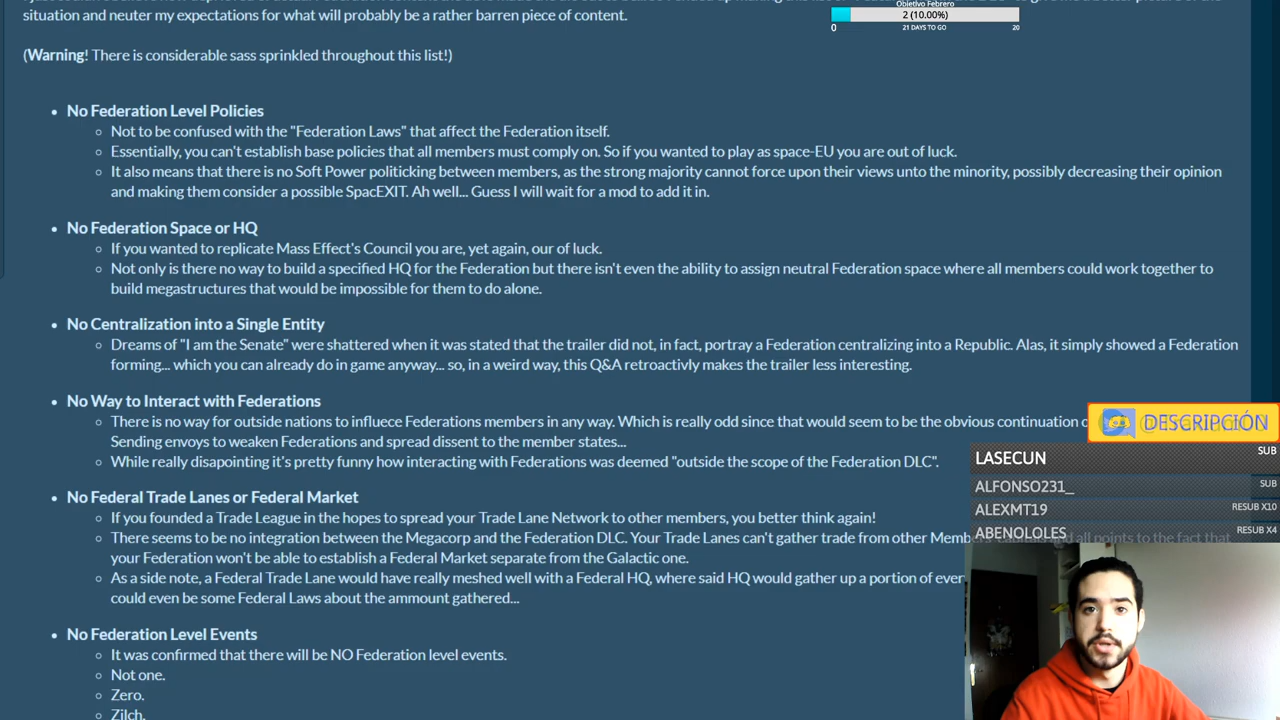 situation neuter my expectations for what will probably be a rather barren piece of content.
Objetivo Febrero
2 (10.00%)
0
21 DAYS TO GO
20
(Warning! There is considerable sass sprinkled throughout this list!)
No Federation Level Policies
Not to be confused with the "Federation Laws" that affect the Federation itself.
Essentially, you can't establish base policies that all members must comply on. So if you wanted to play as space-EU you are out of luck.
It also means that there is no Soft Power politicking between members, as the strong majority cannot force upon their views unto the minority, possibly decreasing their opinion
and making them consider a possible SpacEXIT. Ah well... Guess I will wait for a mod to add it in.
No Federation Space or HQ
If you wanted to replicate Mass Effect's Council you are, yet again, our of luck.
Not only is there no way to build a specified HQ for the Federation but there isn't even the ability to assign neutral Federation space where all members could work together to
build megastructures that would be impossible for them to do alone.
No Centralization into a Single Entity
Dreams of "I am the Senate" were shattered when it was stated that the trailer did not, in fact, portray a Federation centralizing into a Republic. Alas, it simply showed a Federation
forming... which you can already do in game anyway... so, in a weird way, this Q&A retroactivly makes the trailer less interesting.
No Way to Interact with Federations
There is no way for outside nations to influece Federations members in any way. Which is really odd since that would seem to be the obvious continuation
Sending envoys to weaken Federations and spread dissent to the member states...
While really disapointing it's pretty funny how interacting with Federations was deemed "outside the scope of the Federation DLC".
No Federal Trade Lanes or Federal Market
If you founded a Trade League in the hopes to spread your Trade Lane Network to other members, you better think again!
There seems to be no integration between the Megacorp and the Federation DLC. Your Trade Lanes can't gather trade from other Members' capitals and all points to the fact that
your Federation won't be able to establish a Federal Market separate from the Galactic one.
As a side note, a Federal Trade Lane would have really meshed well with a Federal HQ, where said HQ would gather up a portion of
could even be some Federal Laws about the ammount gathered...
No Federation Level Events
It was confirmed that there will be NO Federation level events.
Not one.
Zero.
Zilch.
DESCRIPCIÓN
LASECUN SUB
ALFONSO231_ SUB
ALEXMT19 RESUB X10
ABENOLOLES RESUB X4